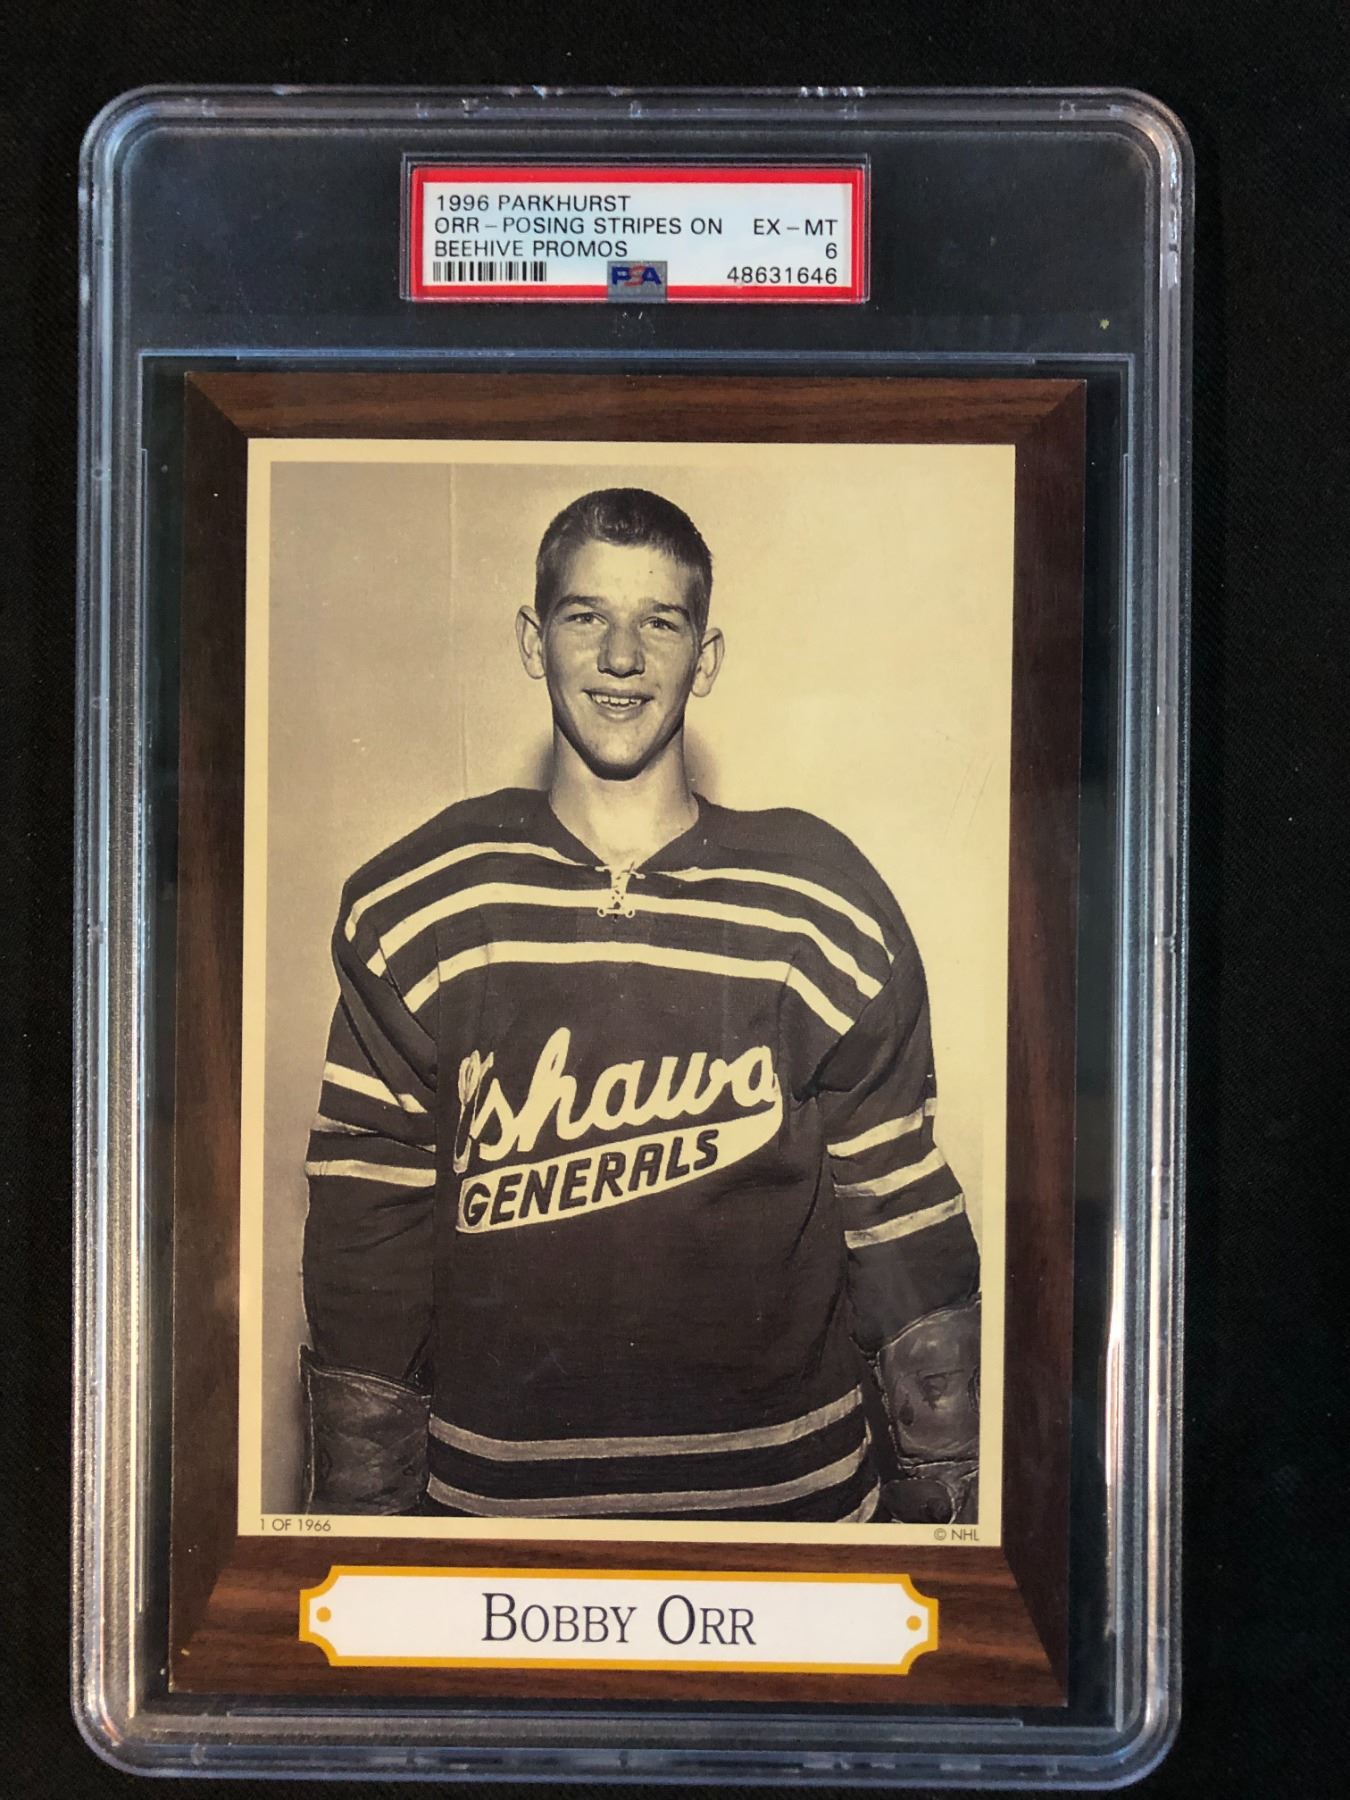 1996 PARKHURST
ORR - POSING STRIPES ON EX - MT
BEEHIVE PROMOS 6
PSA 48631646
Oshawa
GENERALS
1 OF 1966 © NHL
BOBBY ORR